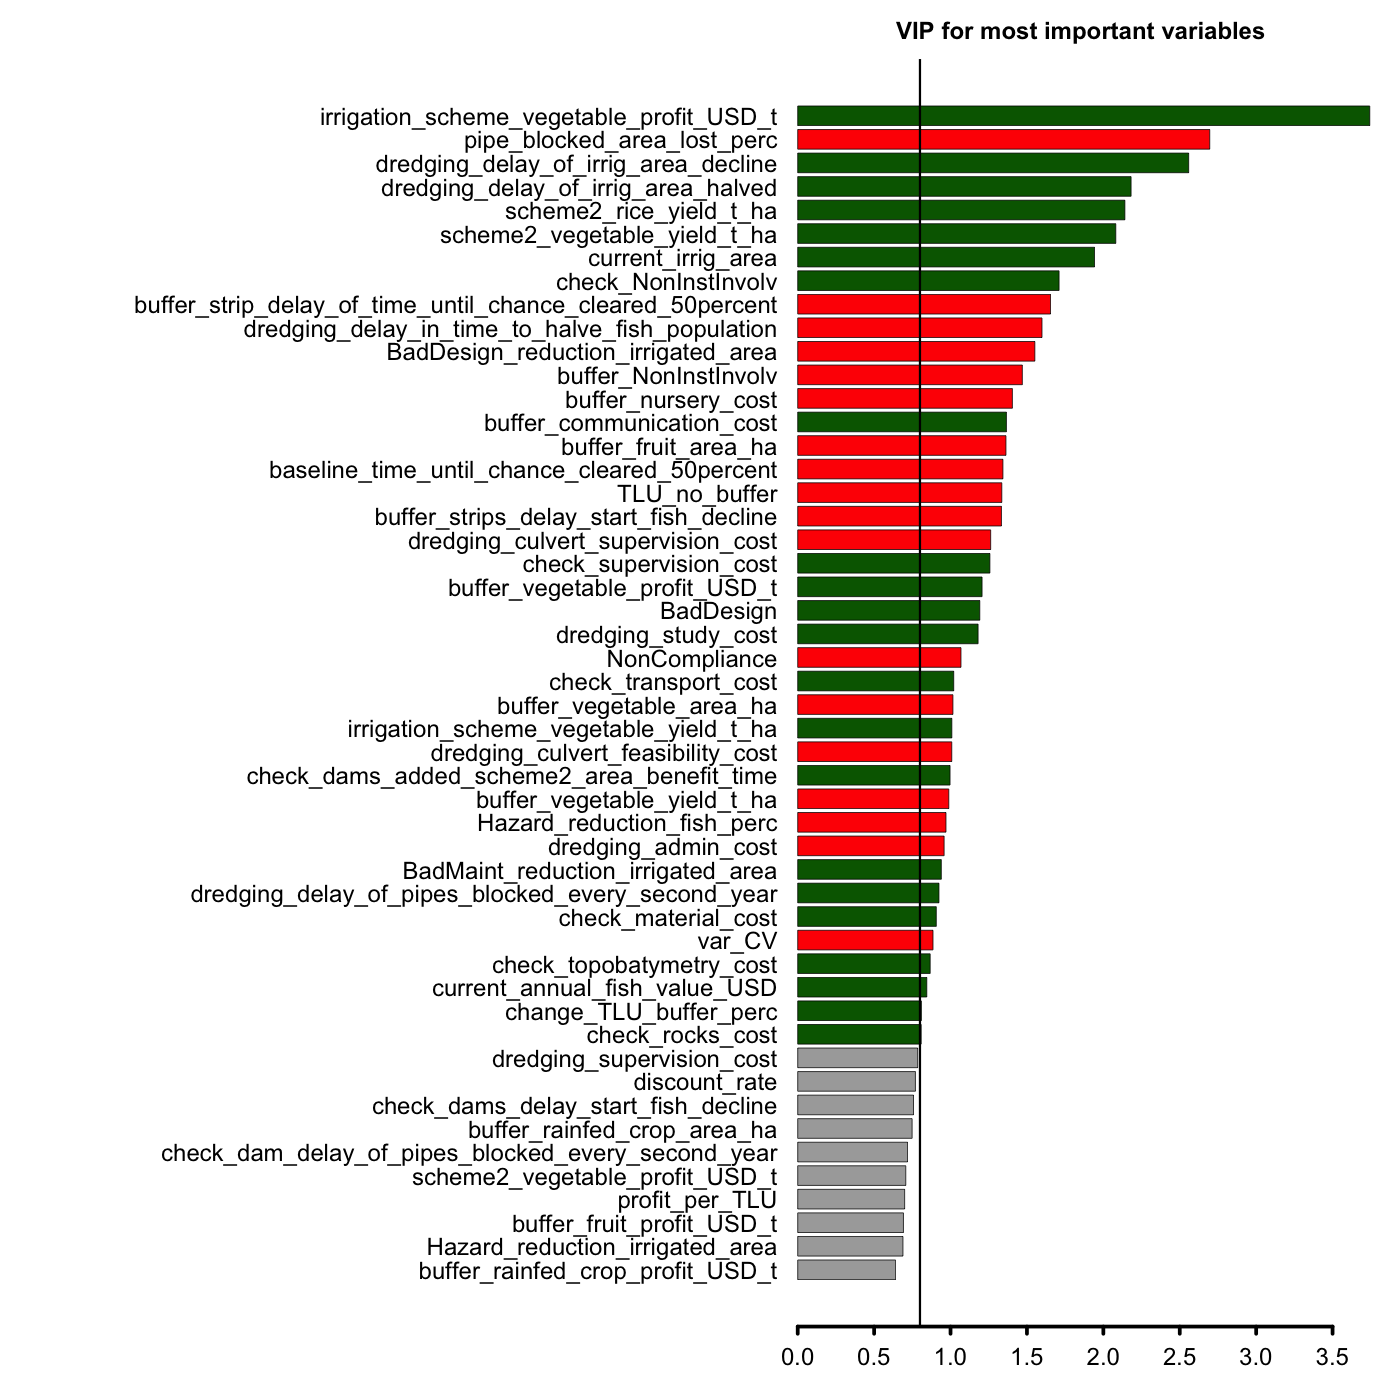 VIP for most important variables
irrigation_scheme_vegetable_profit_USD_t
pipe_blocked_area_lost_perc
dredging_delay_of_irrig_area_decline
dredging_delay_of_irrig_area_halved
scheme2_rice_yield_t_ha
scheme2_vegetable_yield_t_ha
current_irrig_area
check_NonInstInvolv
buffer_strip_delay_of_time_until_chance_cleared_50percent
dredging_delay_in_time_to_halve_fish_population
BadDesign_reduction_irrigated_area
buffer_NonInstInvolv
buffer_nursery_cost
buffer_communication_cost
buffer_fruit_area_ha
baseline_time_until_chance_cleared_50percent
TLU_no_buffer
buffer_strips_delay_start_fish_decline
dredging_culvert_supervision_cost
check_supervision_cost
buffer_vegetable_profit_USD_t
BadDesign
dredging_study_cost
NonCompliance
check_transport_cost
buffer_vegetable_area_ha
irrigation_scheme_vegetable_yield_t_ha
dredging_culvert_feasibility_cost
check_dams_added_scheme2_area_benefit_time
buffer_vegetable_yield_t_ha
Hazard_reduction_fish_perc
dredging_admin_cost
BadMaint_reduction_irrigated_area
dredging_delay_of_pipes_blocked_every_second_year
check_material_cost
var_CV
check_topobatymetry_cost
current_annual_fish_value_USD
change_TLU_buffer_perc
check_rocks_cost
dredging_supervision_cost
discount_rate
check_dams_delay_start_fish_decline
buffer_rainfed_crop_area_ha
check_dam_delay_of_pipes_blocked_every_second_year
scheme2_vegetable_profit_USD_t
profit_per_TLU
buffer_fruit_profit_USD_t
Hazard_reduction_irrigated_area
buffer_rainfed_crop_profit_USD_t
0.0 0.5 1.0 1.5 2.0 2.5 3.0 3.5